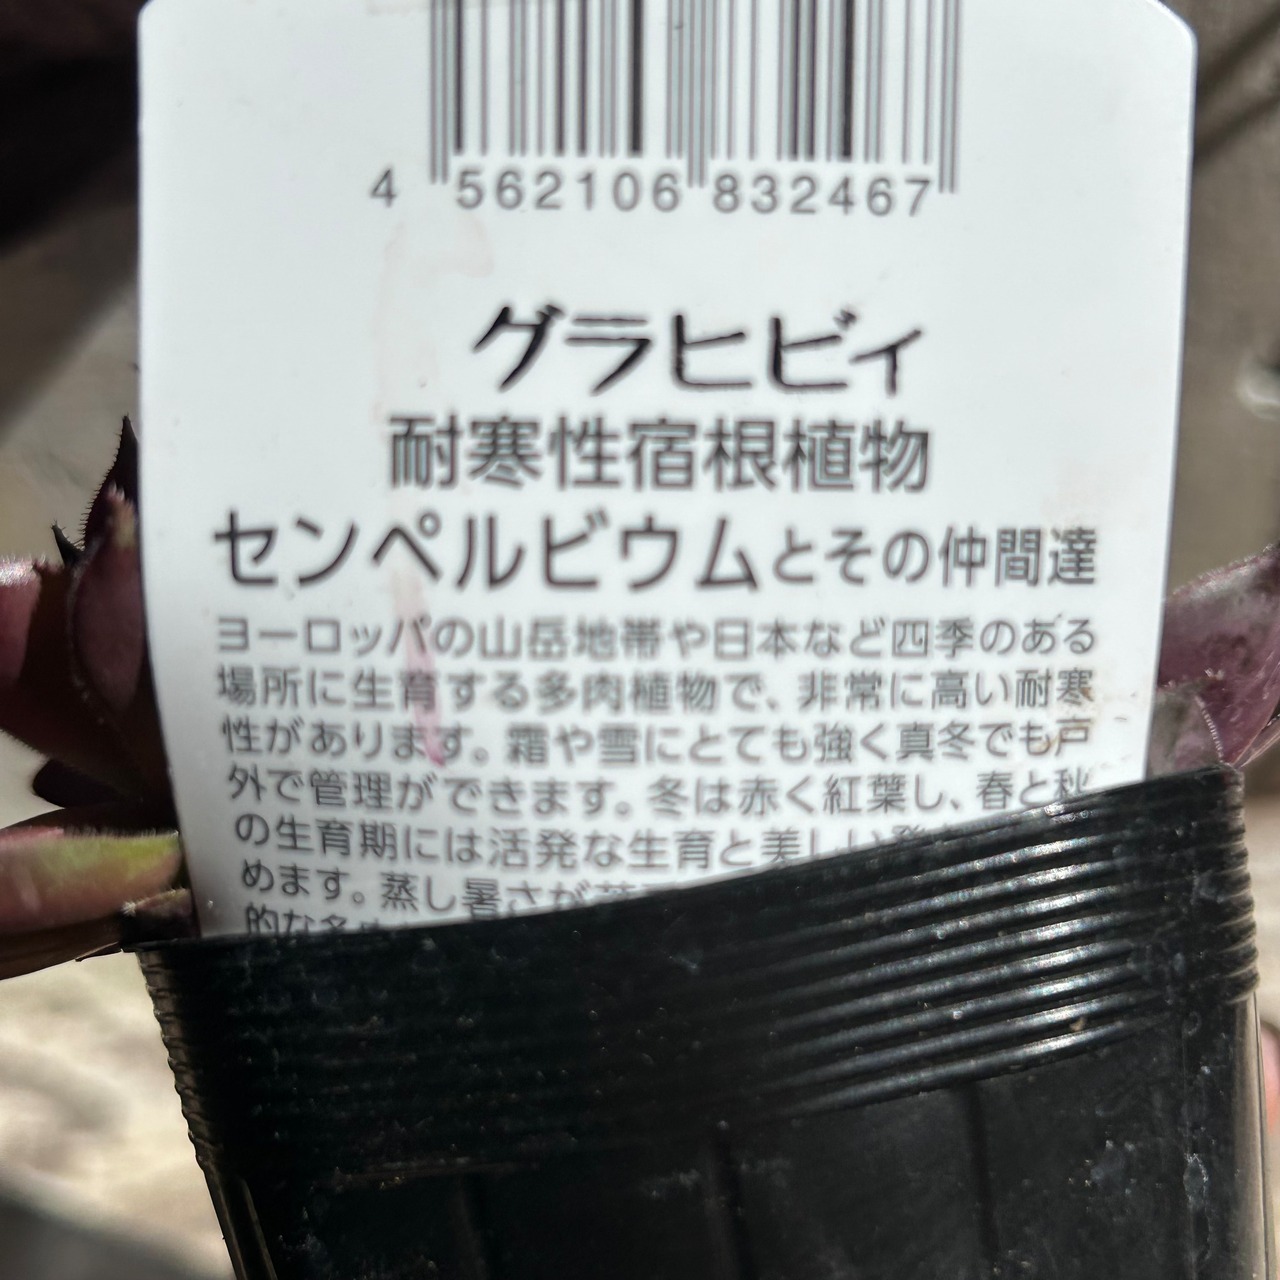 4 562106 832467
グラヒビィ
耐寒性宿根植物
センペルビウムとその仲間達
ヨーロッパの山岳地帯や日本など四季のある
場所に生育する多肉植物で、非常に高い耐寒
性があります。霜や雪にとても強く真冬でも戸
外で管理ができます。冬は赤く紅葉し、春と秋
の生育期には活発な生育と美しい発
めます。蒸し暑さが
的な多